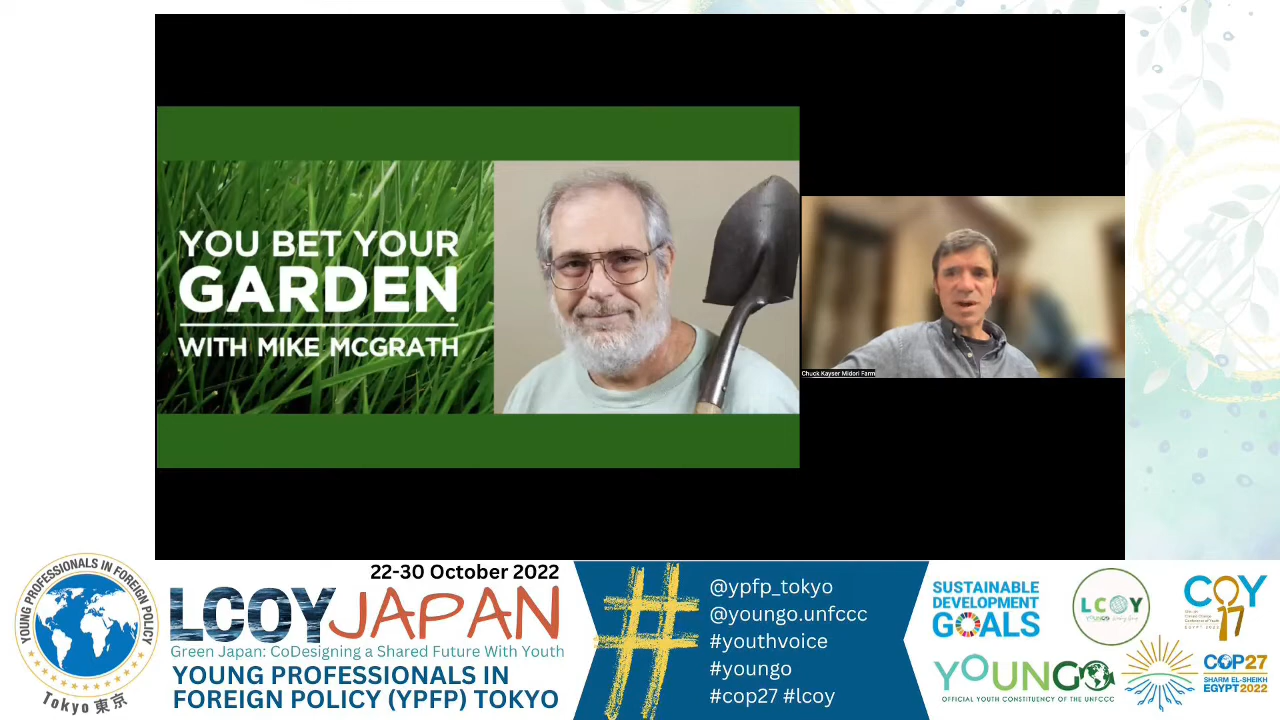 YOU BET YOUR
GARDEN
WITH MIKE MCGRATH
Chuck Kayser Midori Farm
YOUNG PROFESSIONALS IN FOREIGN POLICY
Tokyo 東京
22-30 October 2022
LCOY JAPAN
Green Japan: CoDesigning a Shared Future With Youth
YOUNG PROFESSIONALS IN
FOREIGN POLICY (YPFP) TOKYO
#
@ypfp_tokyo
@youngo.unfccc
#youthvoice
#youngo
#cop27 #lcoy
SUSTAINABLE
DEVELOPMENT
GOALS
LCOY
COY
17
YOUNGO
OFFICIAL YOUTH CONSTITUENCY OF THE UNFCCC
COP27
SHARM EL-SHEIKH
EGYPT2022